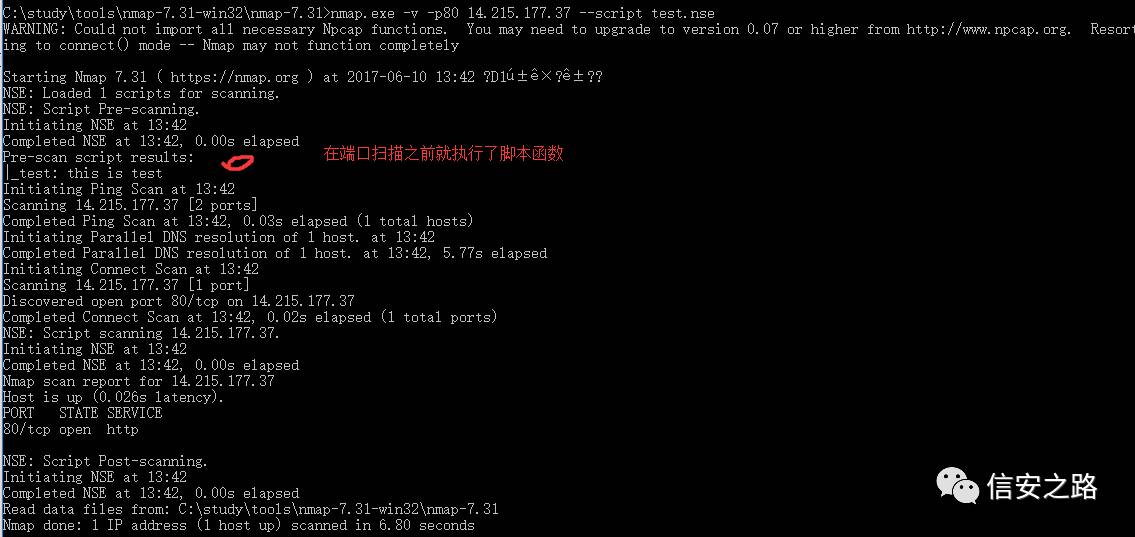 C:\study\tools\nmap-7.31-win32\nmap-7.31>nmap.exe -v -p80 14.215.177.37 --script test.nse
WARNING: Could not import all necessary Npcap functions.  You may need to upgrade to version 0.07 or higher from http://www.npcap.org.  Resort
ing to connect() mode -- Nmap may not function completely
Starting Nmap 7.31 ( https://nmap.org ) at 2017-06-10 13:42 ?D1ú±ê×?ê±??
NSE: Loaded 1 scripts for scanning.
NSE: Script Pre-scanning.
Initiating NSE at 13:42
Completed NSE at 13:42, 0.00s elapsed
Pre-scan script results:
在端口扫描之前就执行了脚本函数
|_test: this is test
Initiating Ping Scan at 13:42
Scanning 14.215.177.37 [2 ports]
Completed Ping Scan at 13:42, 0.03s elapsed (1 total hosts)
Initiating Parallel DNS resolution of 1 host. at 13:42
Completed Parallel DNS resolution of 1 host. at 13:42, 5.77s elapsed
Initiating Connect Scan at 13:42
Scanning 14.215.177.37 [1 port]
Discovered open port 80/tcp on 14.215.177.37
Completed Connect Scan at 13:42, 0.02s elapsed (1 total ports)
NSE: Script scanning 14.215.177.37.
Initiating NSE at 13:42
Completed NSE at 13:42, 0.00s elapsed
Nmap scan report for 14.215.177.37
Host is up (0.026s latency).
PORT   STATE SERVICE
80/tcp open  http
NSE: Script Post-scanning.
Initiating NSE at 13:42
Completed NSE at 13:42, 0.00s elapsed
Read data files from: C:\study\tools\nmap-7.31-win32\nmap-7.31
Nmap done: 1 IP address (1 host up) scanned in 6.80 seconds
信安之路